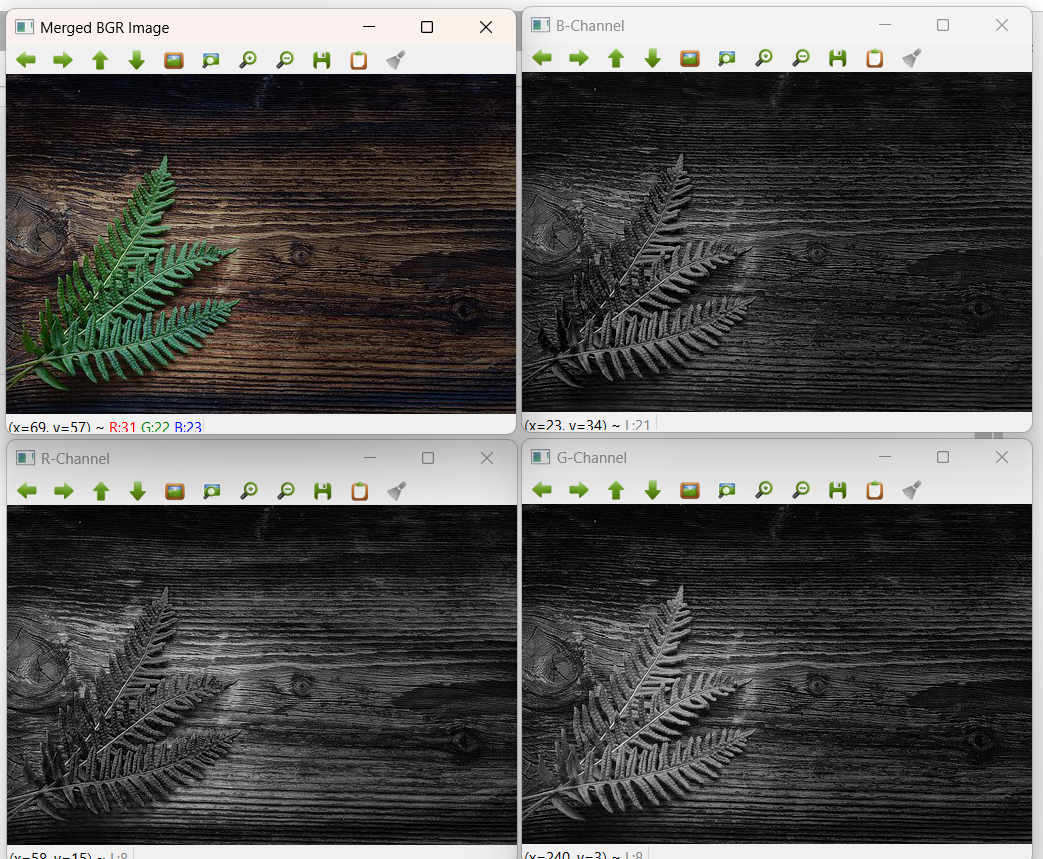 Merged BGR Image
B-Channel
(x=69, y=57) ~ R:31 G:22 B:23
(x=23, y=34) ~ L:21
R-Channel
G-Channel
(x=58, y=15) ~ L:9
(x=240, y=3) ~ L:8